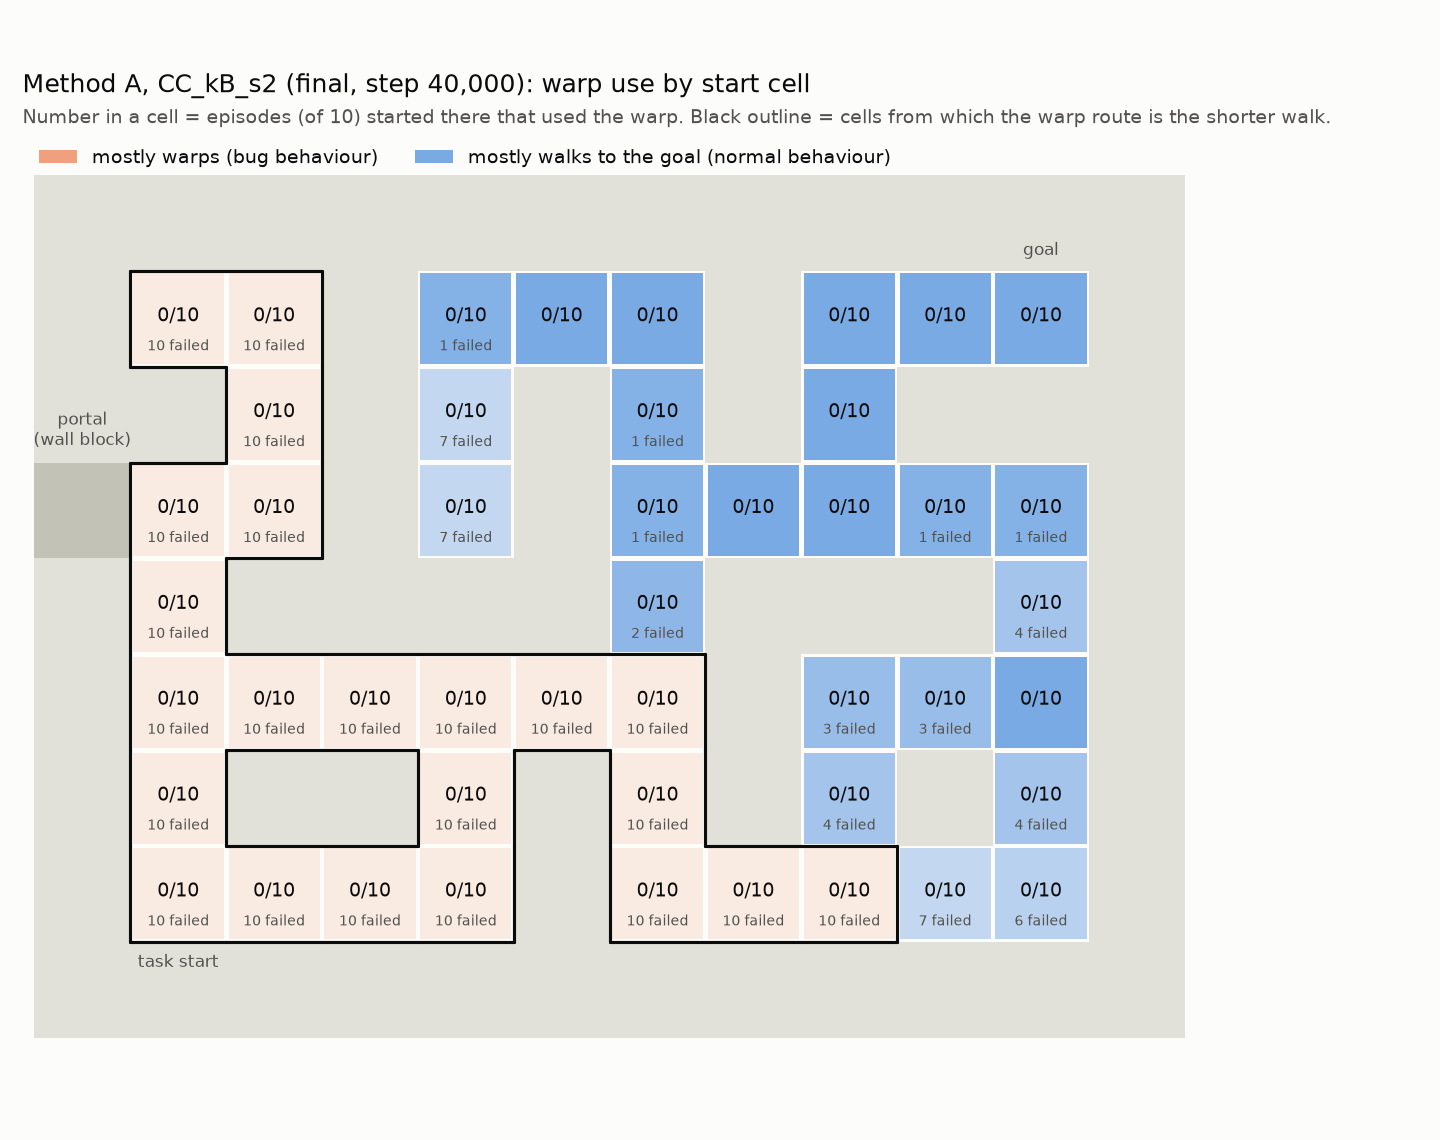 Method A, CC_kB_s2 (final, step 40,000): warp use by start cell
Number in a cell = episodes (of 10) started there that used the warp. Black outline = cells from which the warp route is the shorter walk.
mostly warps (bug behaviour) mostly walks to the goal (normal behaviour)
goal
0/10 0/10 0/10 0/10 0/10 0/10 0/10 0/10
10 failed 10 failed 1 failed
0/10 0/10 0/10 0/10
portal
(wall block)
10 failed 7 failed 1 failed
0/10 0/10 0/10 0/10 0/10 0/10 0/10 0/10
10 failed 10 failed 7 failed 1 failed 1 failed 1 failed
0/10 0/10 0/10
10 failed 2 failed 4 failed
0/10 0/10 0/10 0/10 0/10 0/10 0/10 0/10 0/10
10 failed 10 failed 10 failed 10 failed 10 failed 10 failed 3 failed 3 failed
0/10 0/10 0/10 0/10 0/10
10 failed 10 failed 10 failed 4 failed 4 failed
0/10 0/10 0/10 0/10 0/10 0/10 0/10 0/10 0/10
10 failed 10 failed 10 failed 10 failed 10 failed 10 failed 10 failed 7 failed 6 failed
task start